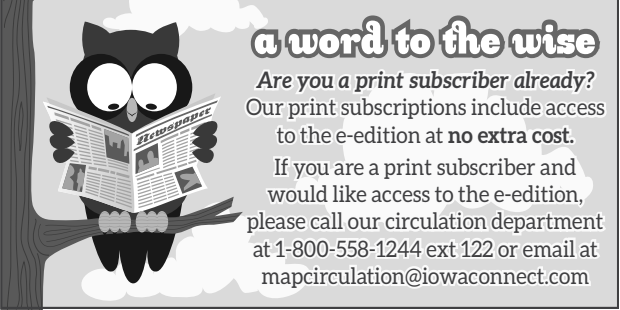 a word to the wise
Are you a print subscriber already?
Our print subscriptions include access
to the e-edition at no extra cost.
If you are a print subscriber and
would like access to the e-edition,
please call our circulation department
at 1-800-558-1244 ext 122 or email at
mapcirculation@iowaconnect.com
Newspaper